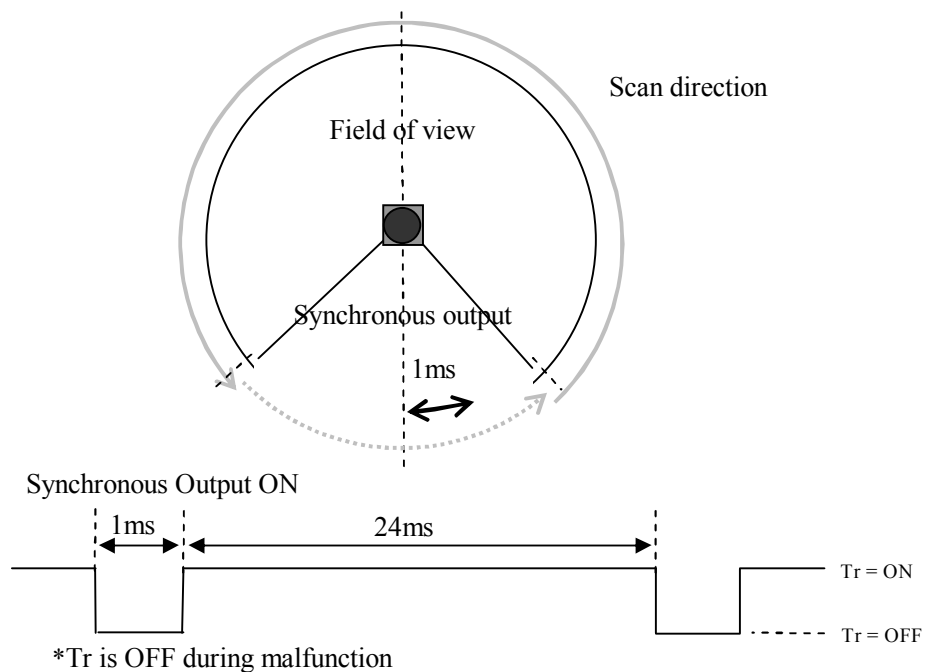 Scan direction
Field of view
Synchronous output
1ms
Synchronous Output ON
1ms
24ms
Tr = ON
Tr = OFF
*Tr is OFF during malfunction